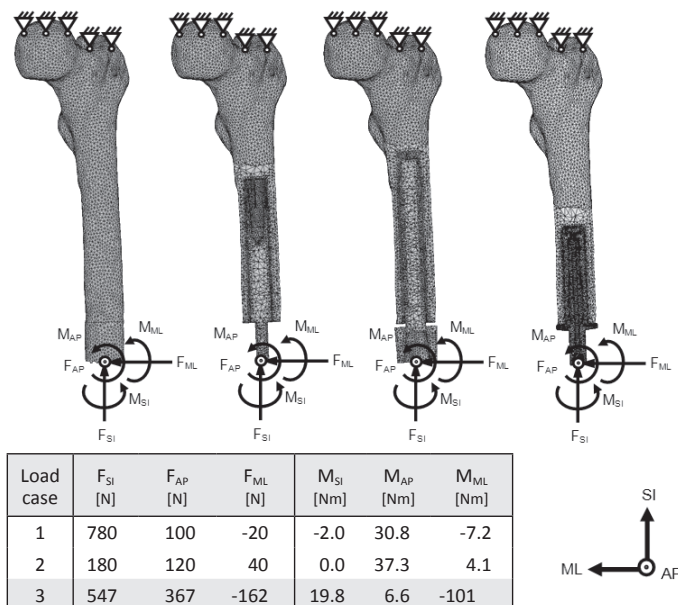 M_AP M_ML
F_AP F_ML
M_SI
F_SI
M_AP M_ML
F_AP F_ML
M_SI
F_SI
M_AP M_ML
F_AP F_ML
M_SI
F_SI
M_AP M_ML
F_AP F_ML
M_SI
F_SI
Load case F_SI [N] F_AP [N] F_ML [N] M_SI [Nm] M_AP [Nm] M_ML [Nm]
1 780 100 -20 -2.0 30.8 -7.2
2 180 120 40 0.0 37.3 4.1
3 547 367 -162 19.8 6.6 -101
SI
ML AP